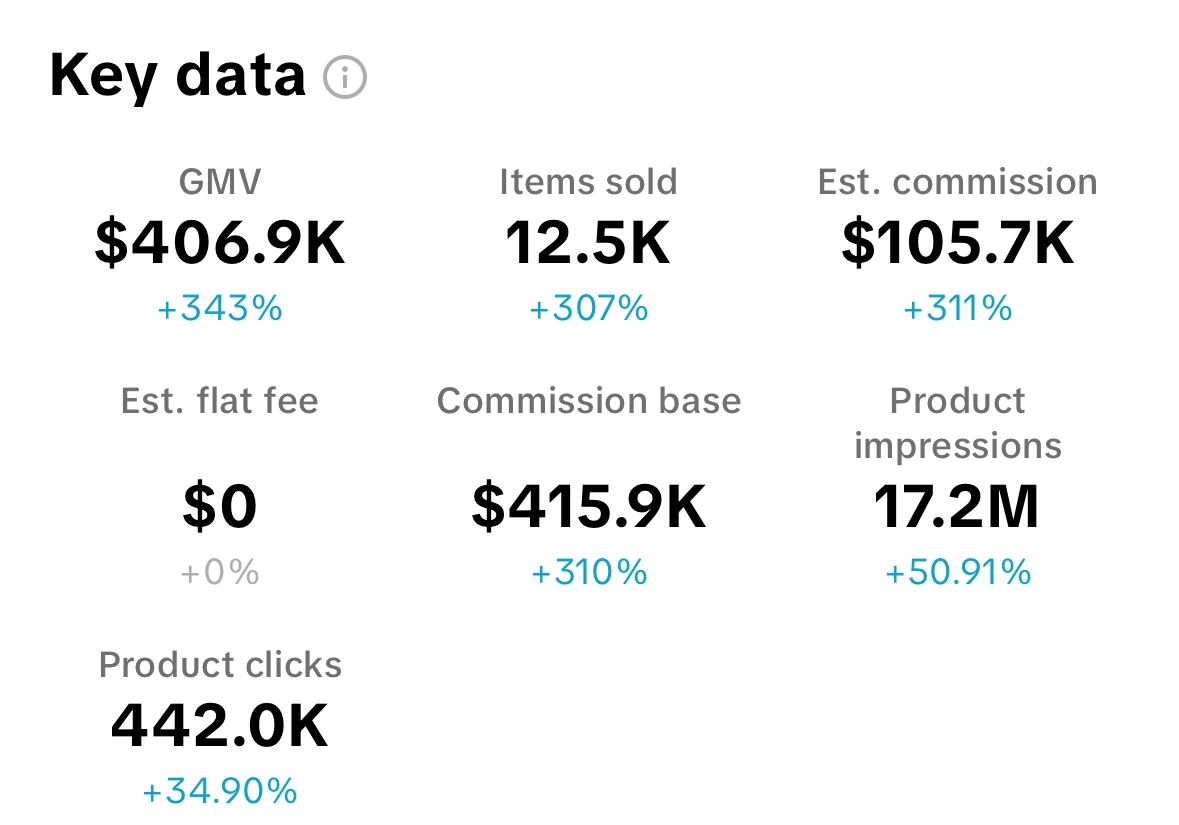 Key data
GMV
Items sold
Est. commission
$406.9K
12.5K
$105.7K
+343%
+307%
+311%
Est. flat fee
Commission base
Product
impressions
$0
$415.9K
17.2M
+0%
+310%
+50.91%
Product clicks
442.0K
+34.90%